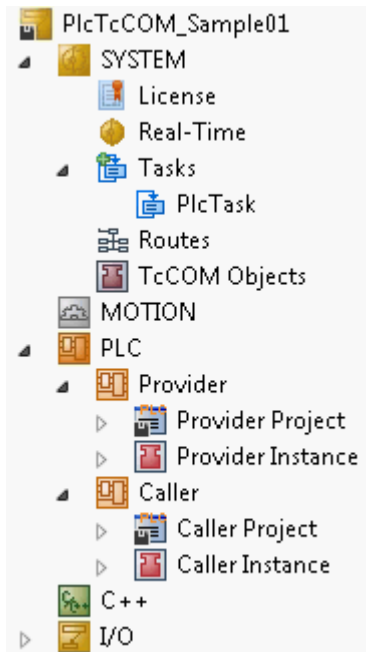 PlcTcCOM_Sample01
SYSTEM
License
Real-Time
Tasks
PlcTask
Routes
TcCOM Objects
MOTION
PLC
Provider
Provider Project
Provider Instance
Caller
Caller Project
Caller Instance
C++
I/O